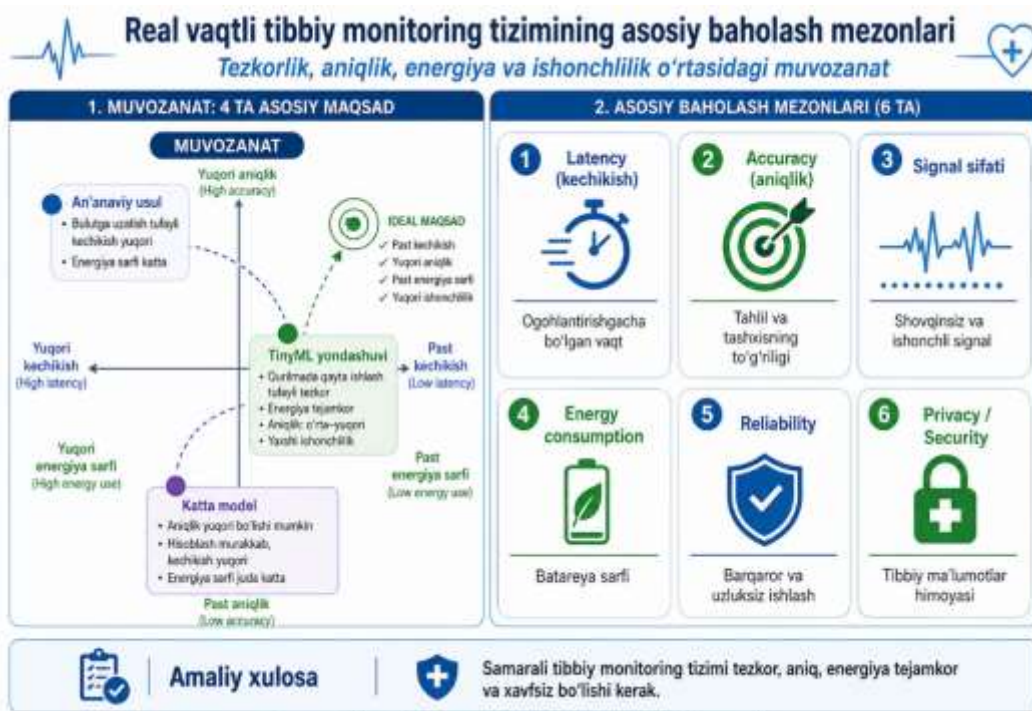 Real vaqtli tibbiy monitoring tizimining asosiy baholash mezonlari
Tezkorlik, aniqlik, energiya va ishonchlilik o'rtasidagi muvozanat
1. MUVOZANAT: 4 TA ASOSIY MAQSAD
MUVOZANAT
Yuqori aniqlik
(High accuracy)
An'anaviy usul
• Bulutga uzatish tufayli
kechikish yuqori
• Energiya sarfi katta
IDEAL MAQSAD
✓ Past kechikish
✓ Yuqori aniqlik
✓ Past energiya sarfi
✓ Yuqori ishonchlilik
Yuqori
kechikish
(High latency)
TinyML yondashuvi
• Qurilmada qayta ishlash
tufayli tezkor
• Energiya tejamkor
• Aniqlik: o'rta–yuqori
• Yaxshi ishonchlilik
Past
kechikish
(Low latency)
Yuqori
energiya sarfi
(High energy use)
Past
energiya sarfi
(Low energy use)
Katta model
• Aniqlik yuqori bo'lishi mumkin
• Hisoblash murakkab,
kechikish yuqori
• Energiya sarfi juda katta
Past aniqlik
(Low accuracy)
2. ASOSIY BAHOLASH MEZONLARI (6 TA)
1
Latency
(kechikish)
Ogohlantirishgacha
bo'lgan vaqt
2
Accuracy
(aniqlik)
Tahlil va
tashxisning
to'g'riligi
3
Signal sifati
Shovqinsiz va
ishonchli signal
4
Energy
consumption
Batareya sarfi
5
Reliability
Barqaror va
uzluksiz ishlash
6
Privacy /
Security
Tibbiy ma'lumotlar
himoyasi
Amaliy xulosa
Samarali tibbiy monitoring tizimi tezkor, aniq, energiya tejamkor
va xavfsiz bo'lishi kerak.